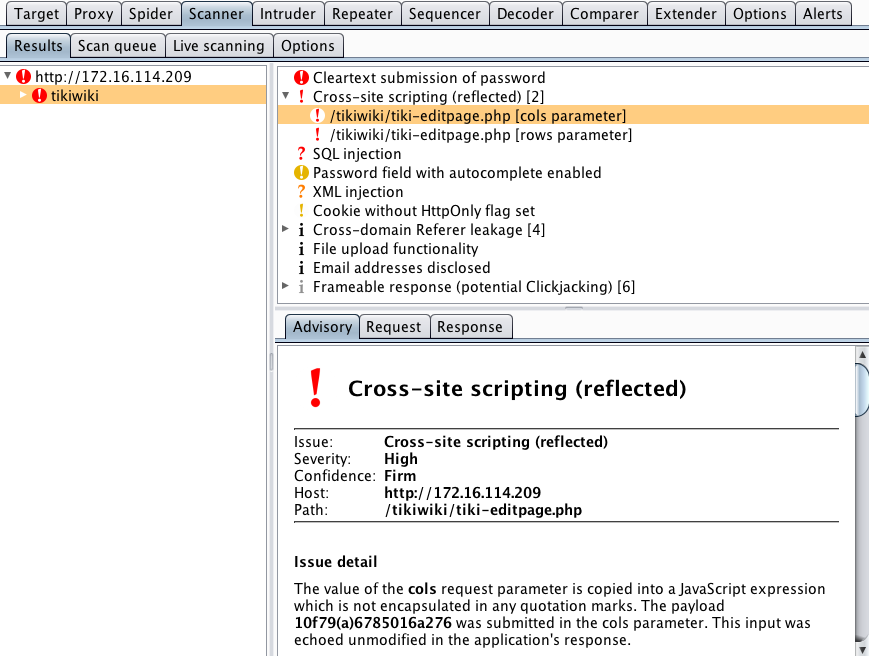 Target Proxy Spider Scanner Intruder Repeater Sequencer Decoder Comparer Extender Options Alerts
Results Scan queue Live scanning Options
http://172.16.114.209
tikiwiki
Cleartext submission of password
Cross-site scripting (reflected) [2]
/tikiwiki/tiki-editpage.php [cols parameter]
/tikiwiki/tiki-editpage.php [rows parameter]
SQL injection
Password field with autocomplete enabled
XML injection
Cookie without HttpOnly flag set
Cross-domain Referer leakage [4]
File upload functionality
Email addresses disclosed
Frameable response (potential Clickjacking) [6]
Advisory Request Response
Cross-site scripting (reflected)
Issue: Cross-site scripting (reflected)
Severity: High
Confidence: Firm
Host: http://172.16.114.209
Path: /tikiwiki/tiki-editpage.php
Issue detail
The value of the cols request parameter is copied into a JavaScript expression
which is not encapsulated in any quotation marks. The payload
10f79(a)6785016a276 was submitted in the cols parameter. This input was
echoed unmodified in the application's response.